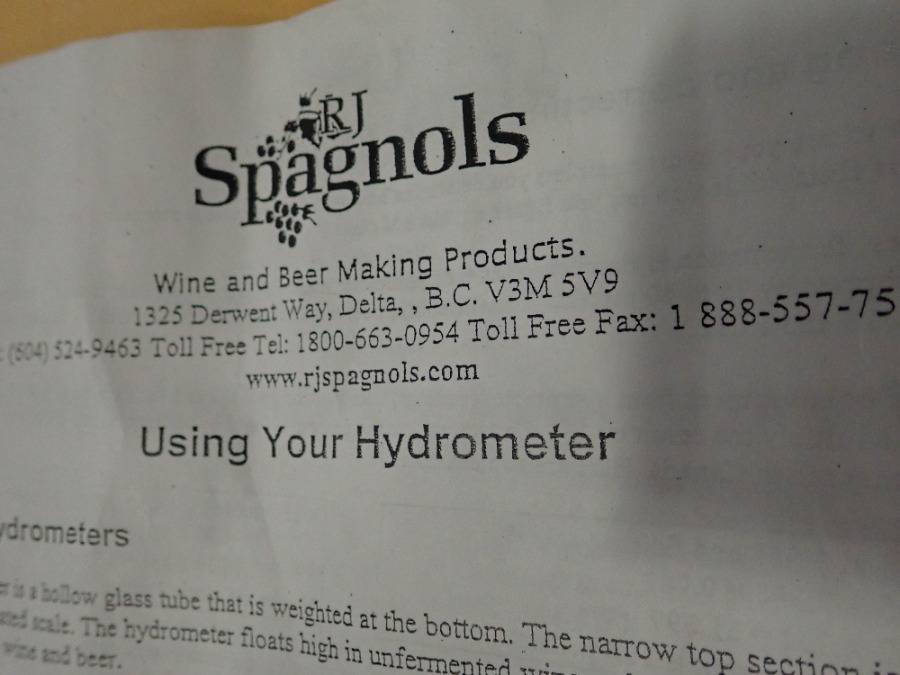 RJ
Spagnols
Wine and Beer Making Products.
1325 Derwent Way, Delta, , B.C. V3M 5V9
: (604) 524-9463 Toll Free Tel: 1800-663-0954 Toll Free Fax: 1 888-557-75
www.rjspagnols.com
Using Your Hydrometer
ydrometers
is a hollow glass tube that is weighted at the bottom. The narrow top section
scale. The hydrometer floats high in unfermented
wine and beer.